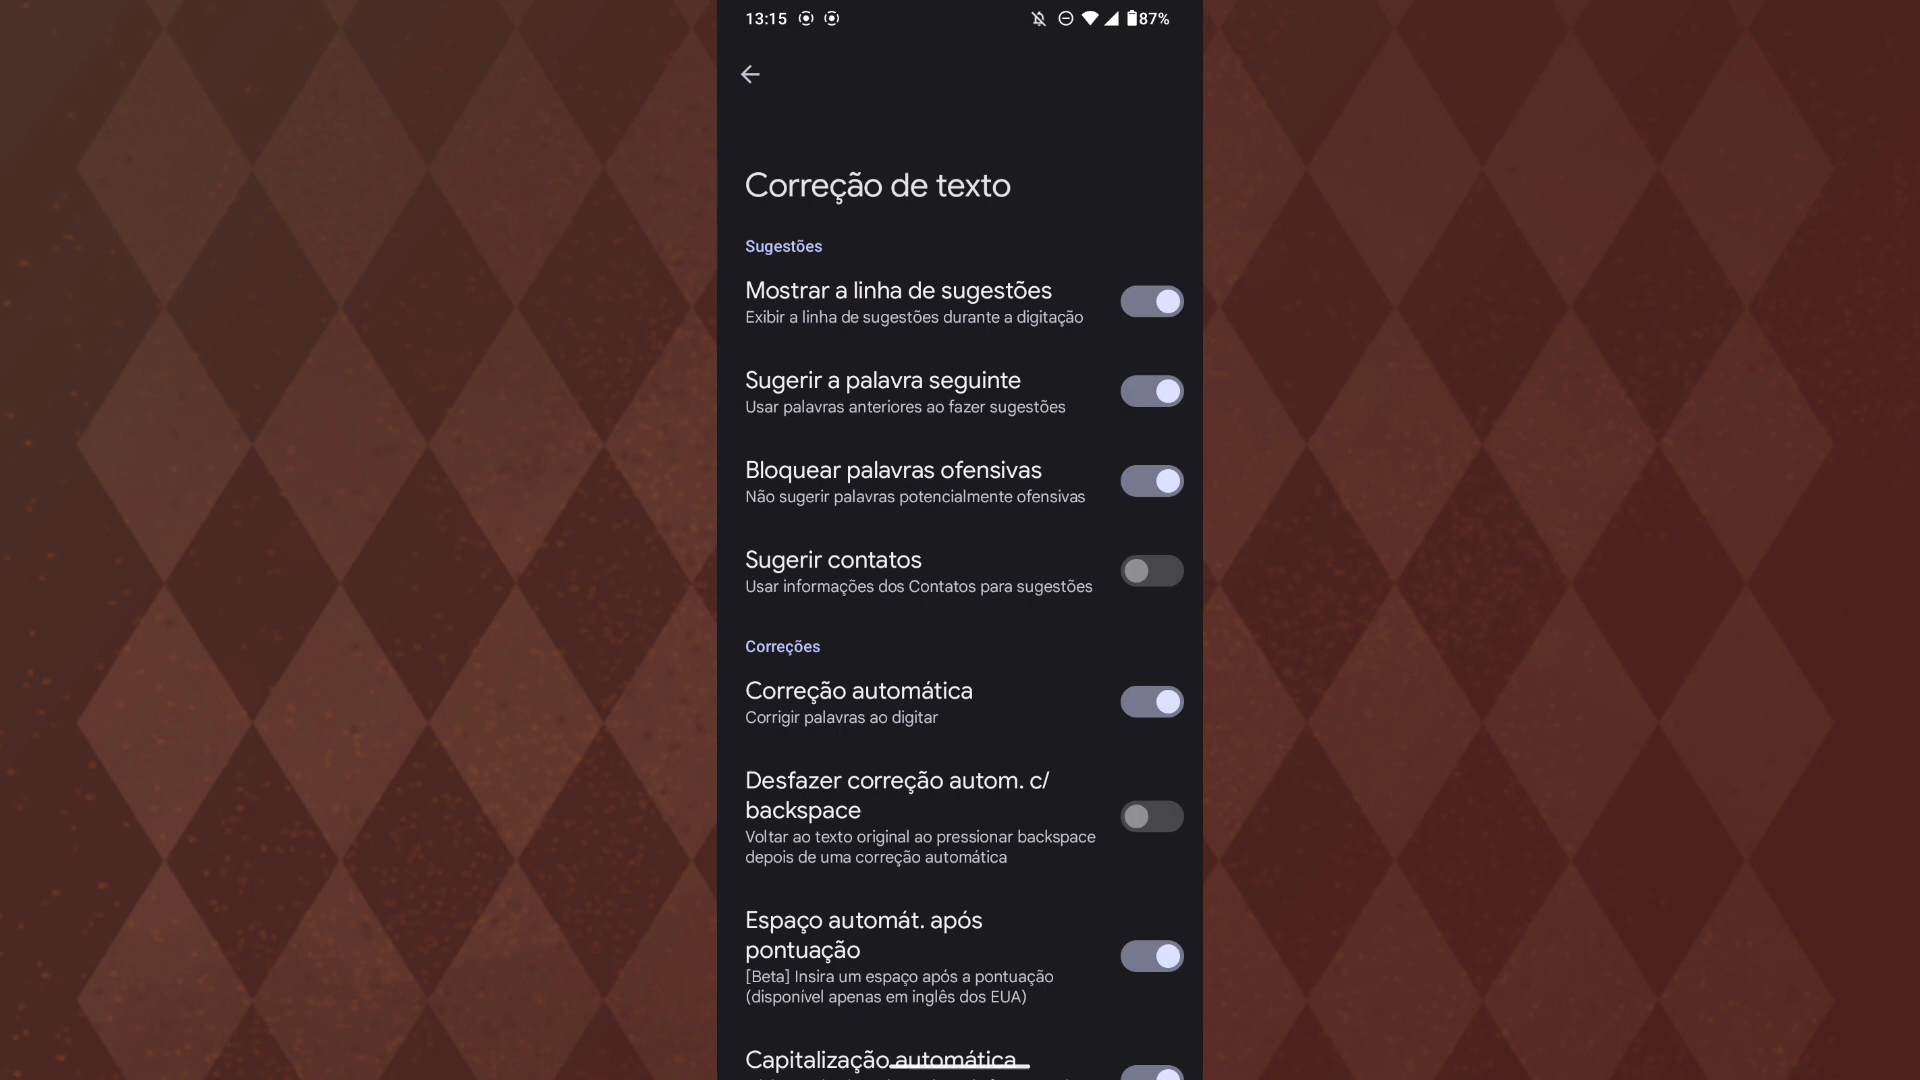 13:15
87%
Correção de texto
Sugestões
Mostrar a linha de sugestões
Exibir a linha de sugestões durante a digitação
Sugerir a palavra seguinte
Usar palavras anteriores ao fazer sugestões
Bloquear palavras ofensivas
Não sugerir palavras potencialmente ofensivas
Sugerir contatos
Usar informações dos Contatos para sugestões
Correções
Correção automática
Corrigir palavras ao digitar
Desfazer correção autom. c/
backspace
Voltar ao texto original ao pressionar backspace
depois de uma correção automática
Espaço automát. após
pontuação
[Beta] Insira um espaço após a pontuação
(disponível apenas em inglês dos EUA)
Capitalização automática